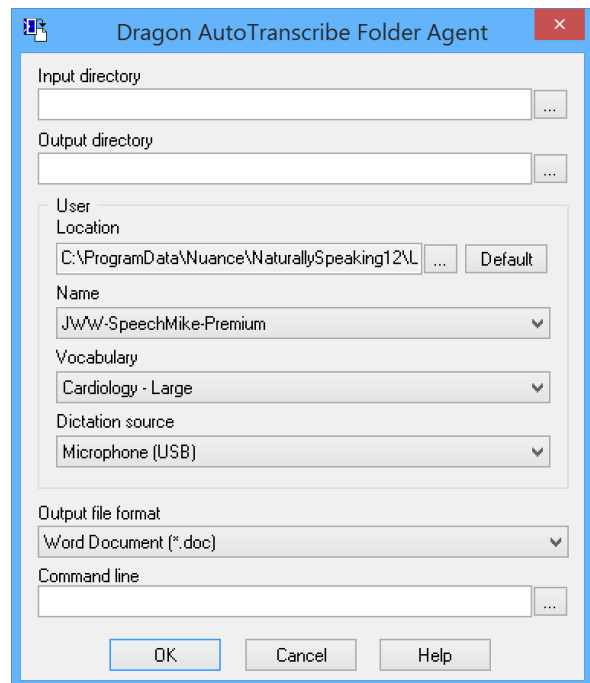 Dragon AutoTranscribe Folder Agent
Input directory
...
Output directory
...
User
Location
C:\ProgramData\Nuance\NaturallySpeaking12\L ... Default
Name
JWW-SpeechMike-Premium
Vocabulary
Cardiology - Large
Dictation source
Microphone (USB)
Output file format
Word Document (*.doc)
Command line
...
OK Cancel Help